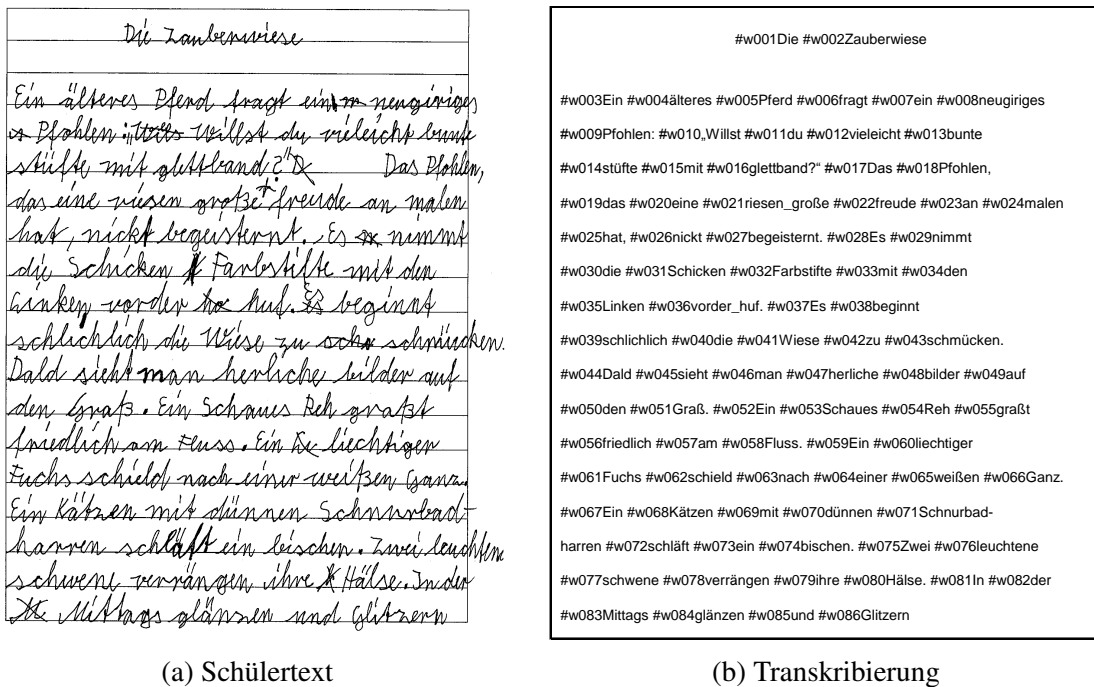 Die Zauberwiese
Ein älteres Pferd fragt ein neugiriges
Pfohlen: Willst du vieleicht bunte
stüfte mit glettband?" Das Pfohlen,
das eine riesen große freude an malen
hat, nickt begeisternt. Es nimmt
die Schicken Farbstifte mit den
Linken vorder huf. Es beginnt
schlichlich die Wiese zu schmücken.
Dald sieht man herliche bilder auf
den Graß. Ein Schaues Reh graßt
friedlich am Fluss. Ein liechtigen
Fuchs schield nach einer weißen Ganz.
Ein Kätzen mit dünnen Schnurbad-
harren schläft ein bischen. Zwei leuchtene
schwene verrängen ihre Hälse. In der
Mittags glänzen und Glitzern
(a) Schülertext
#w001Die #w002Zauberwiese
#w003Ein #w004älteres #w005Pferd #w006fragt #w007ein #w008neugiriges
#w009Pfohlen: #w010„Willst #w011du #w012vieleicht #w013bunte
#w014stüfte #w015mit #w016glettband?“ #w017Das #w018Pfohlen,
#w019das #w020eine #w021riesen_große #w022freude #w023an #w024malen
#w025hat, #w026nickt #w027begeisternt. #w028Es #w029nimmt
#w030die #w031Schicken #w032Farbstifte #w033mit #w034den
#w035Linken #w036vorder_huf. #w037Es #w038beginnt
#w039schlichlich #w040die #w041Wiese #w042zu #w043schmücken.
#w044Dald #w045sieht #w046man #w047herliche #w048bilder #w049auf
#w050den #w051Graß. #w052Ein #w053Schaues #w054Reh #w055graßt
#w056friedlich #w057am #w058Fluss. #w059Ein #w060liechtiger
#w061Fuchs #w062schield #w063nach #w064einer #w065weißen #w066Ganz.
#w067Ein #w068Kätzen #w069mit #w070dünnen #w071Schnurbad-
harren #w072schläft #w073ein #w074bischen. #w075Zwei #w076leuchtene
#w077schwene #w078verrängen #w079ihre #w080Hälse. #w081In #w082der
#w083Mittags #w084glänzen #w085und #w086Glitzern
(b) Transkribierung